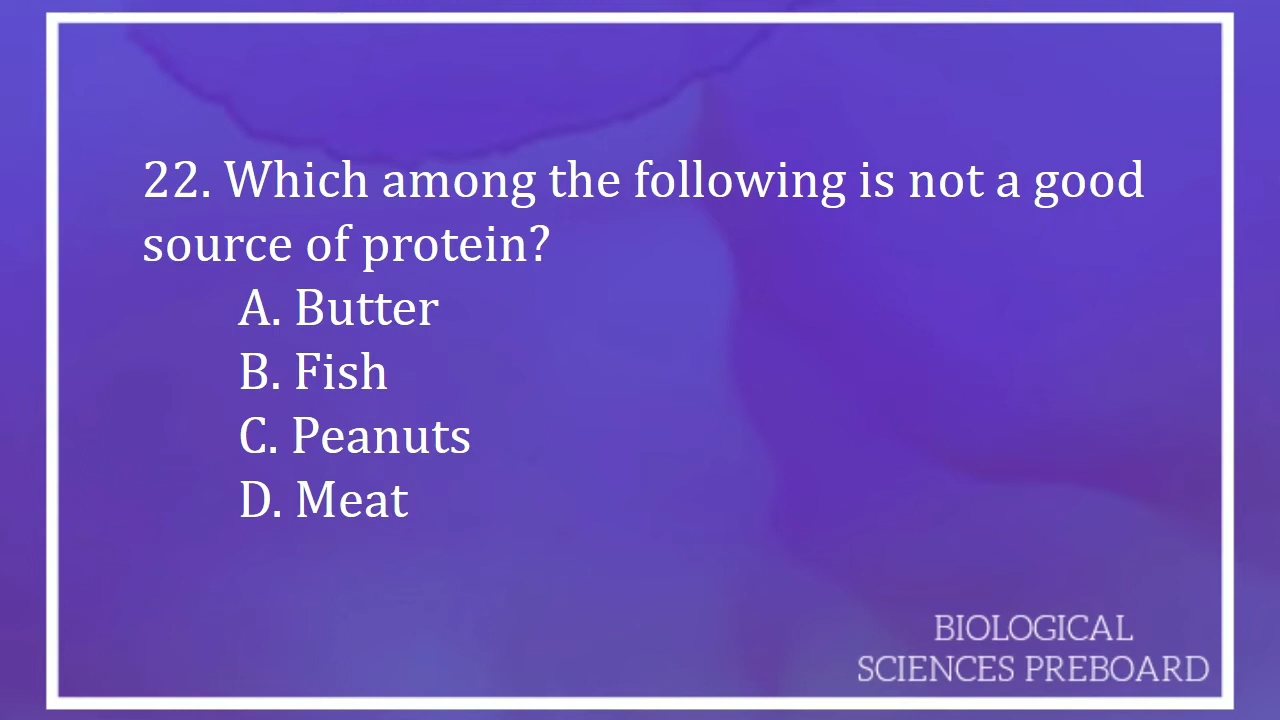 22. Which among the following is not a good
source of protein?
A. Butter
B. Fish
C. Peanuts
D. Meat
BIOLOGICAL
SCIENCES PREBOARD